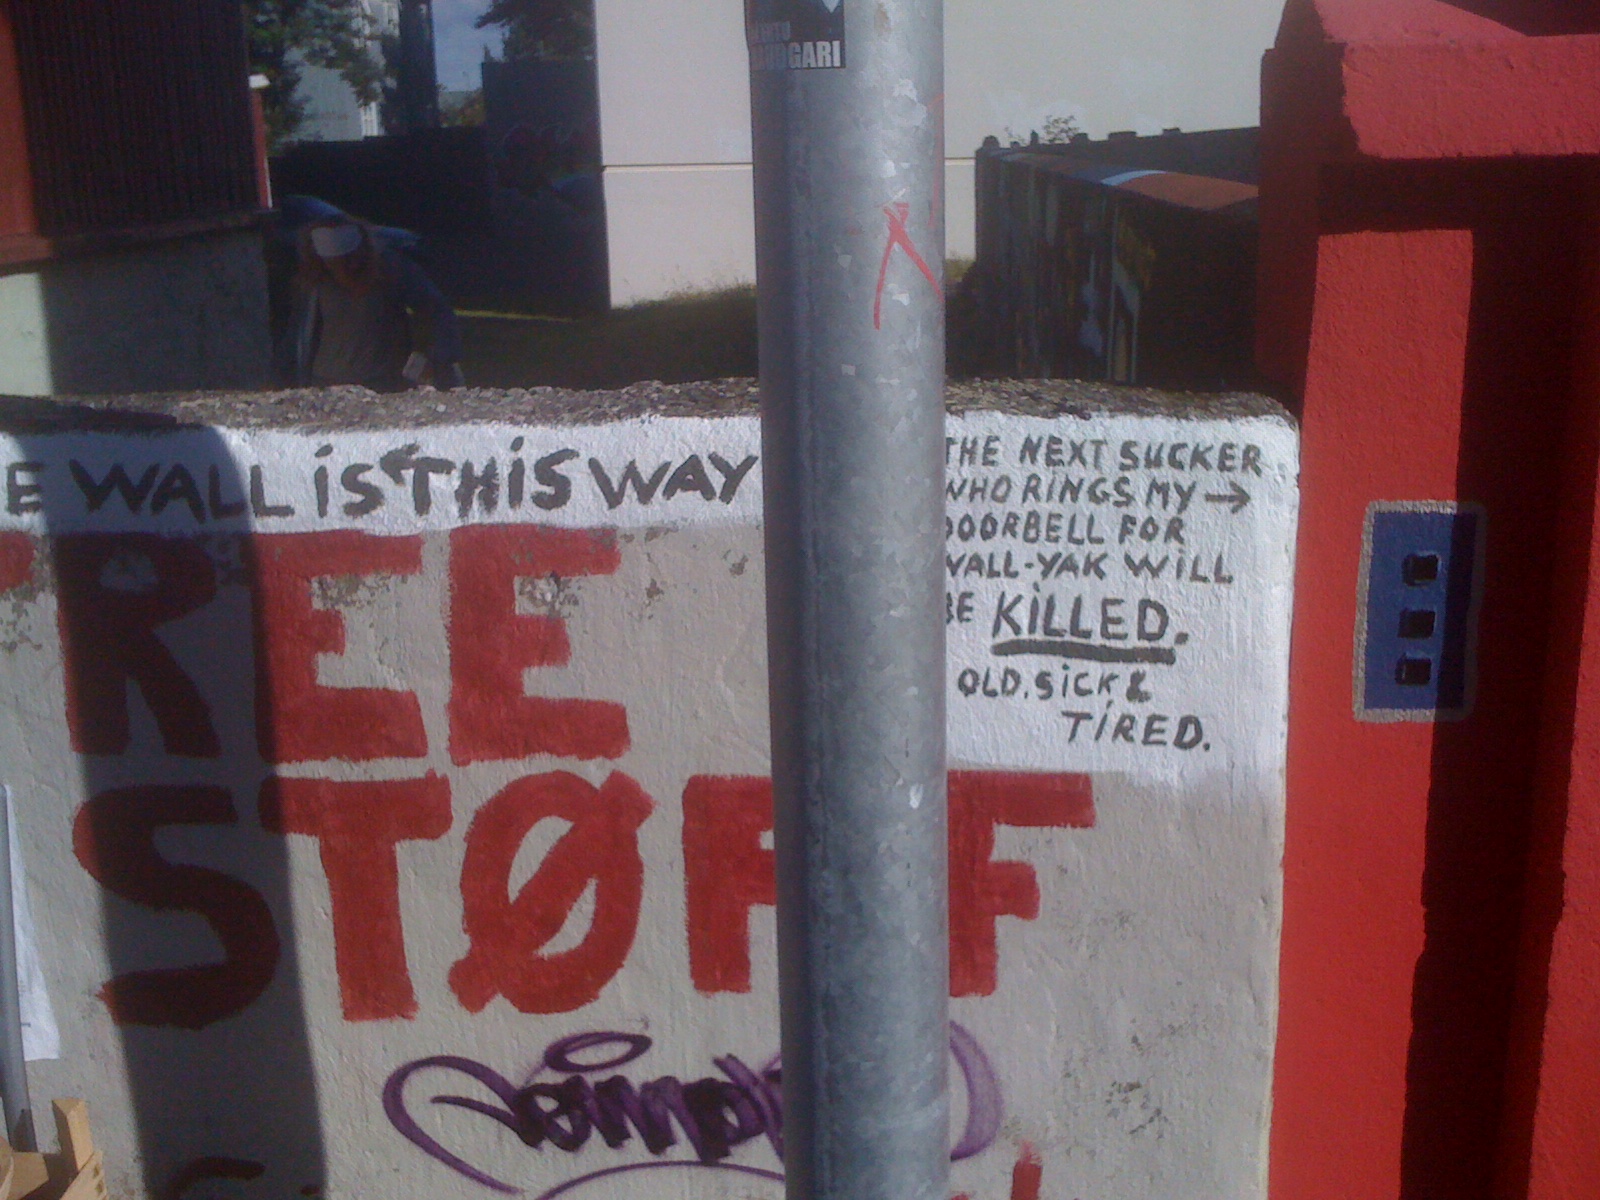 E WALL iS THiS WAY
THE NEXT SUCKER
WHO RINGS MY →
DOORBELL FOR
WALL-YAK WiLL
BE KiLLED.
OLD, SiCK &
TiRED.
REE
STØFF